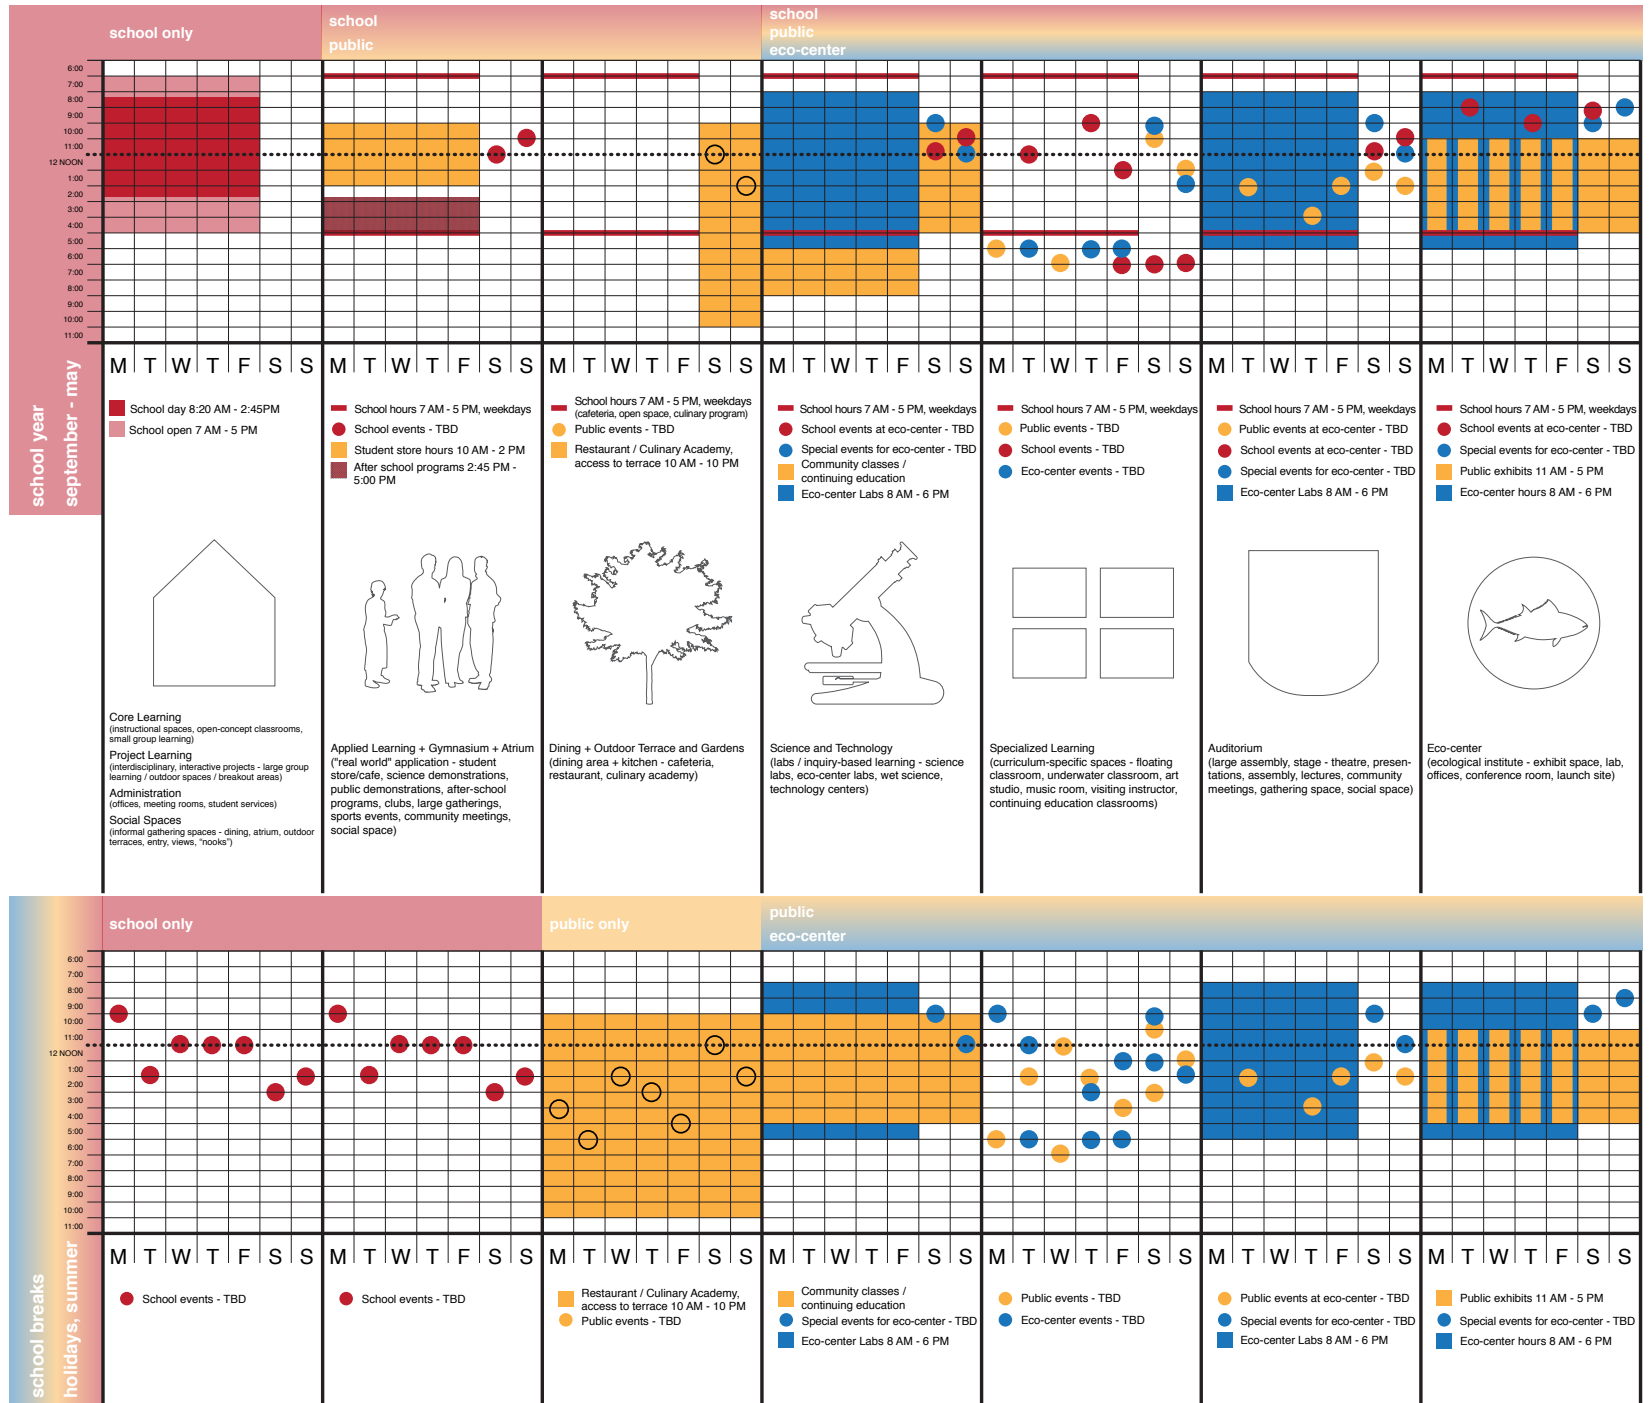 school only
school
public
school
public
eco-center
6:00
7:00
8:00
9:00
10:00
11:00
12 NOON
1:00
2:00
3:00
4:00
5:00
6:00
7:00
8:00
9:00
10:00
11:00
school year
september - may
M T W T F S S
M T W T F S S
M T W T F S S
M T W T F S S
M T W T F S S
M T W T F S S
M T W T F S S
School day 8:20 AM - 2:45PM
School open 7 AM - 5 PM
School hours 7 AM - 5 PM, weekdays
School events - TBD
Student store hours 10 AM - 2 PM
After school programs 2:45 PM -
5:00 PM
School hours 7 AM - 5 PM, weekdays
(cafeteria, open space, culinary program)
Public events - TBD
Restaurant / Culinary Academy,
access to terrace 10 AM - 10 PM
School hours 7 AM - 5 PM, weekdays
School events at eco-center - TBD
Special events for eco-center - TBD
Community classes /
continuing education
Eco-center Labs 8 AM - 6 PM
School hours 7 AM - 5 PM, weekdays
Public events - TBD
School events - TBD
Eco-center events - TBD
School hours 7 AM - 5 PM, weekdays
Public events at eco-center - TBD
School events at eco-center - TBD
Special events for eco-center - TBD
Eco-center Labs 8 AM - 6 PM
School hours 7 AM - 5 PM, weekdays
School events at eco-center - TBD
Special events for eco-center - TBD
Public exhibits 11 AM - 5 PM
Eco-center hours 8 AM - 6 PM
Core Learning
(instructional spaces, open-concept classrooms,
small group learning)
Project Learning
(interdisciplinary, interactive projects - large group
learning / outdoor spaces / breakout areas)
Administration
(offices, meeting rooms, student services)
Social Spaces
(informal gathering spaces - dining, atrium, outdoor
terraces, entry, views, “nooks”)
Applied Learning + Gymnasium + Atrium
("real world" application - student
store/cafe, science demonstrations,
public demonstrations, after-school
programs, clubs, large gatherings,
sports events, community meetings,
social space)
Dining + Outdoor Terrace and Gardens
(dining area + kitchen - cafeteria,
restaurant, culinary academy)
Science and Technology
(labs / inquiry-based learning - science
labs, eco-center labs, wet science,
technology centers)
Specialized Learning
(curriculum-specific spaces - floating
classroom, underwater classroom, art
studio, music room, visiting instructor,
continuing education classrooms)
Auditorium
(large assembly, stage - theatre, presen-
tations, assembly, lectures, community
meetings, gathering space, social space)
Eco-center
(ecological institute - exhibit space, lab,
offices, conference room, launch site)
school only
public only
public
eco-center
6:00
7:00
8:00
9:00
10:00
11:00
12 NOON
1:00
2:00
3:00
4:00
5:00
6:00
7:00
8:00
9:00
10:00
11:00
school breaks
holidays, summer
M T W T F S S
M T W T F S S
M T W T F S S
M T W T F S S
M T W T F S S
M T W T F S S
M T W T F S S
School events - TBD
School events - TBD
Restaurant / Culinary Academy,
access to terrace 10 AM - 10 PM
Public events - TBD
Community classes /
continuing education
Special events for eco-center - TBD
Eco-center Labs 8 AM - 6 PM
Public events - TBD
Eco-center events - TBD
Public events at eco-center - TBD
Special events for eco-center - TBD
Eco-center Labs 8 AM - 6 PM
Public exhibits 11 AM - 5 PM
Special events for eco-center - TBD
Eco-center hours 8 AM - 6 PM